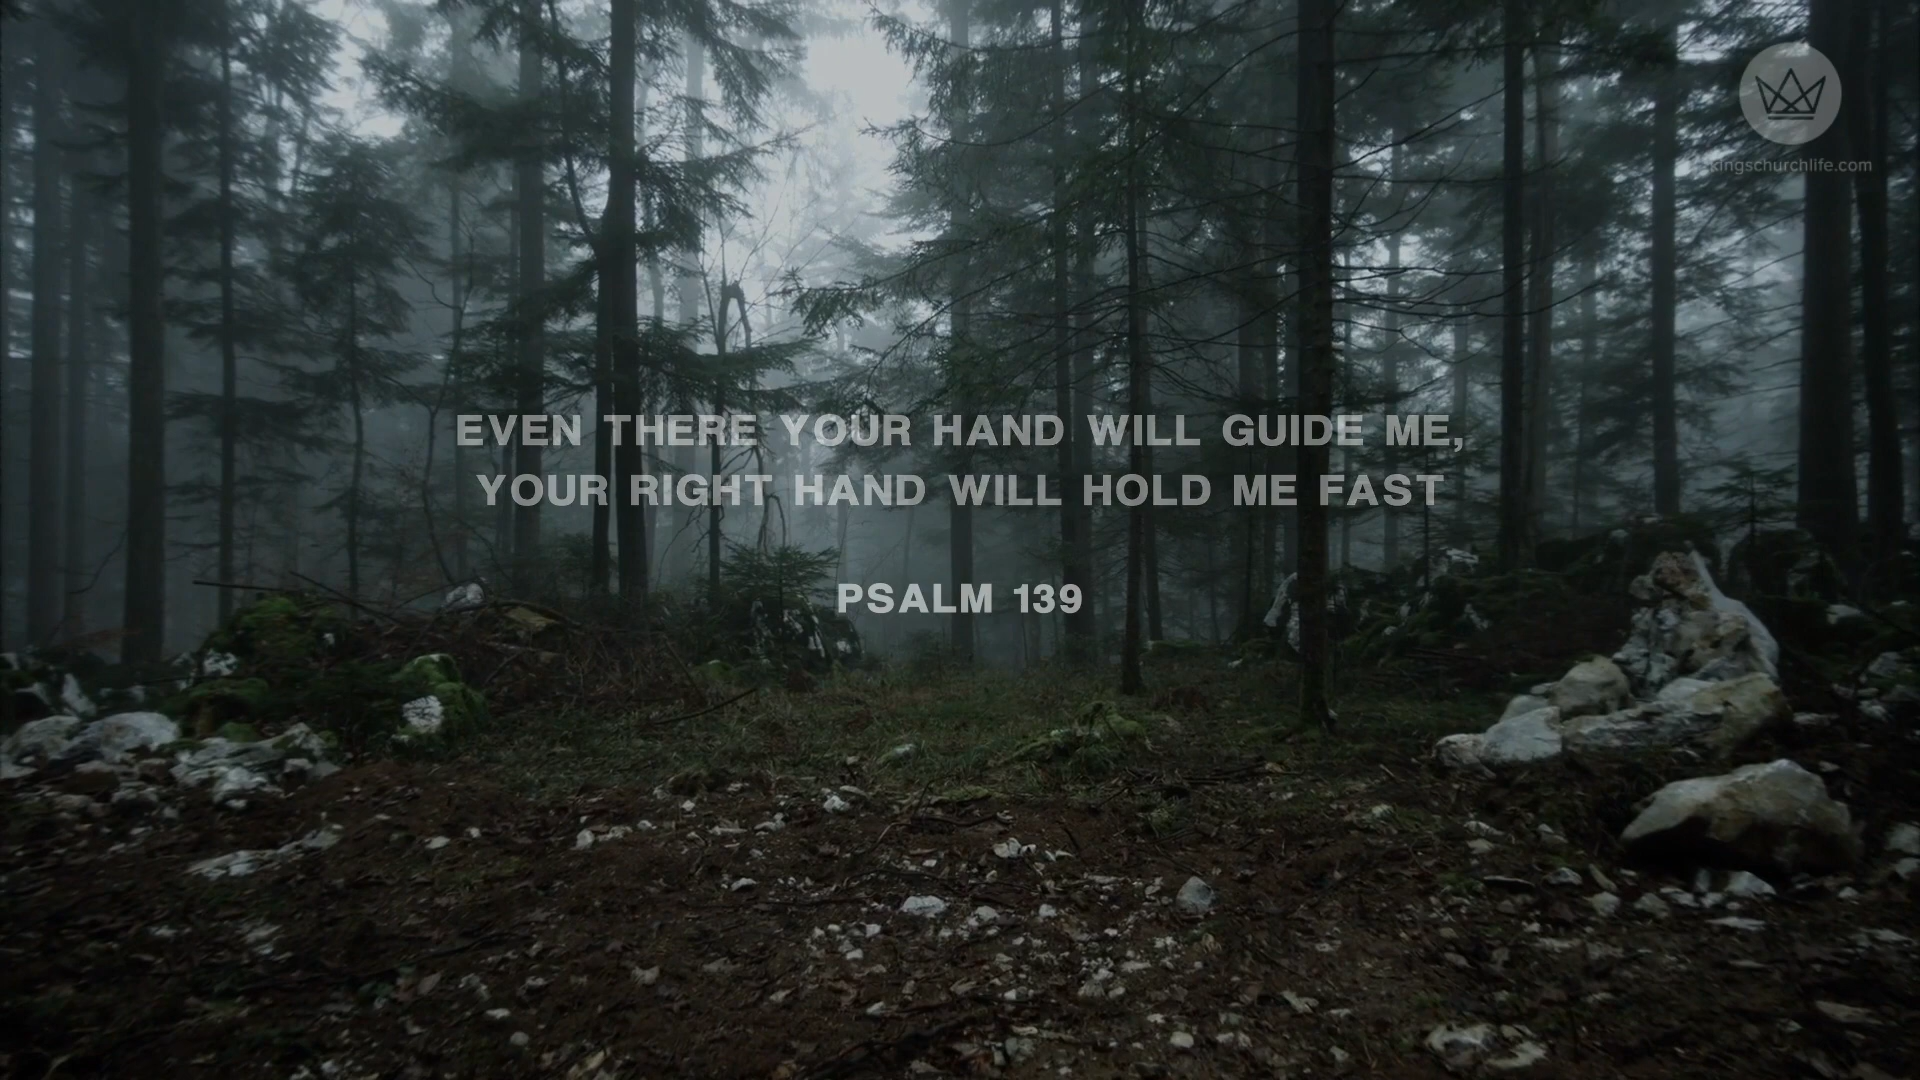 kingschurchlife.com
EVEN THERE YOUR HAND WILL GUIDE ME,
YOUR RIGHT HAND WILL HOLD ME FAST
PSALM 139